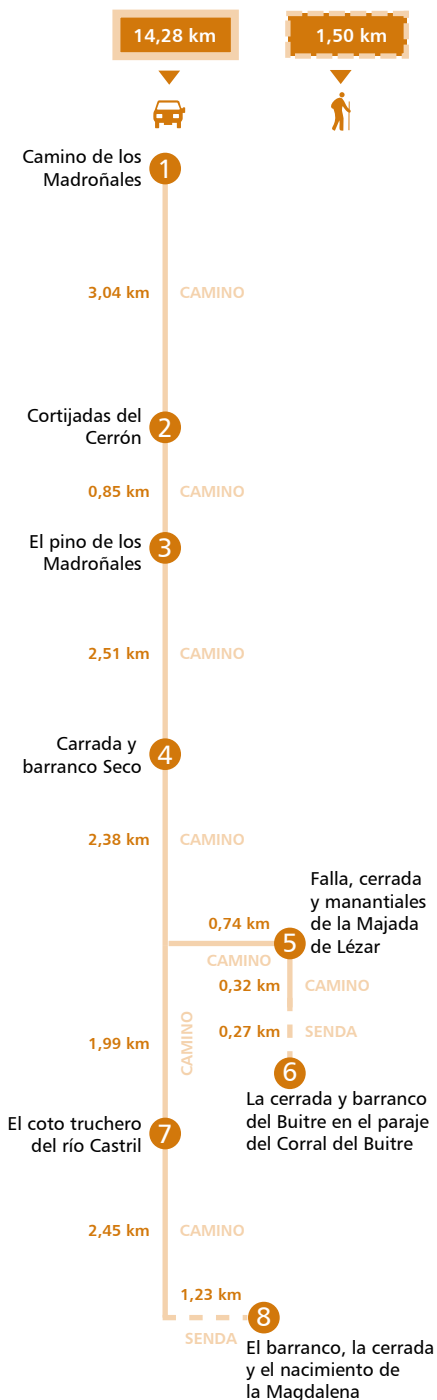 14,28 km
1,50 km
Camino de los
Madroñales
1
3,04 km
CAMINO
Cortijadas del
Cerrón
2
0,85 km
CAMINO
El pino de los
Madroñales
3
2,51 km
CAMINO
Carrada y
barranco Seco
4
2,38 km
CAMINO
Falla, cerrada
y manantiales
de la Majada
de Lézar
0,74 km
5
CAMINO
0,32 km
CAMINO
0,27 km
SENDA
6
La cerrada y barranco
del Buitre en el paraje
del Corral del Buitre
1,99 km
CAMINO
El coto truchero
del río Castril
7
2,45 km
CAMINO
1,23 km
8
SENDA
El barranco, la cerrada
y el nacimiento de
la Magdalena